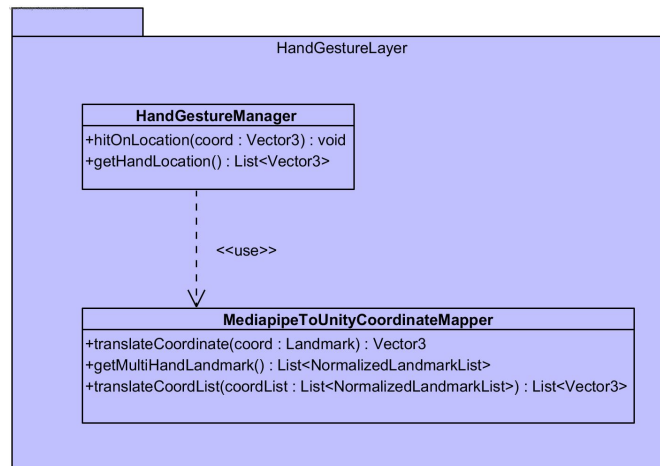 HandGestureLayer
HandGestureManager
+hitOnLocation(coord : Vector3) : void
+getHandLocation() : List<Vector3>
<<use>>
MediapipeToUnityCoordinateMapper
+translateCoordinate(coord : Landmark) : Vector3
+getMultiHandLandmark() : List<NormalizedLandmarkList>
+translateCoordList(coordList : List<NormalizedLandmarkList>) : List<Vector3>